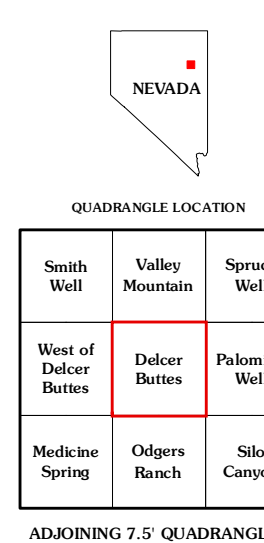 NEVADA
QUADRANGLE LOCATION
Smith
Well
Valley
Mountain
West of
Delcer
Buttes
Delcer
Buttes
Medicine
Spring
Odgers
Ranch
ADJOINING 7.5'